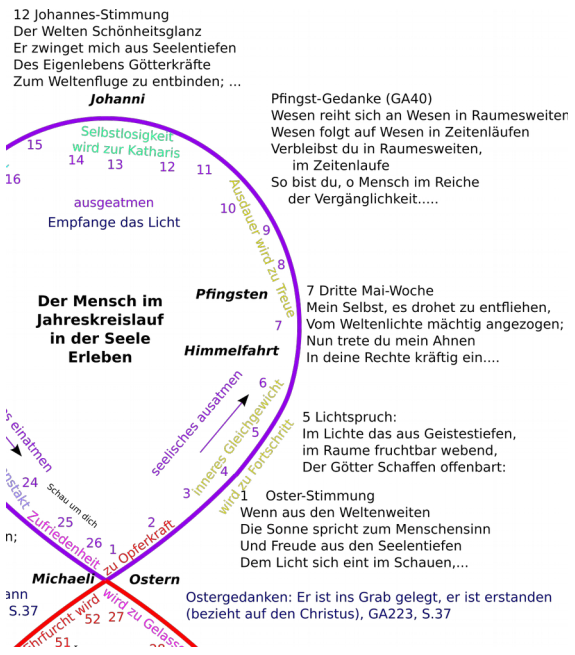 12 Johannes-Stimmung
Der Welten Schönheitsglanz
Er zwinget mich aus Seelentiefen
Des Eigenlebens Götterkräfte
Zum Weltenfluge zu entbinden; ...
Johanni
Pfingst-Gedanke (GA40)
Wesen reiht sich an Wesen in Raumesweiten
Wesen folgt auf Wesen in Zeitenläufen
Verbleibst du in Raumesweiten,
im Zeitenlaufe
So bist du, o Mensch im Reiche
der Vergänglichkeit.....
Selbstlosigkeit
wird zur Katharis
16
15
14
13
12
11
10
9
8
7
6
5
4
3
2
1
ausgeatmen
Empfange das Licht
Ausdauer wird zu Treue
Der Mensch im
Jahreskreislauf
in der Seele
Erleben
Pfingsten
Himmelfahrt
7 Dritte Mai-Woche
Mein Selbst, es drohet zu entfliehen,
Vom Weltenlichte mächtig angezogen;
Nun trete du mein Ahnen
In deine Rechte kräftig ein....
seelisches ausatmen
inneres Gleichgewicht
wird zu Fortschritt
5 Lichtspruch:
Im Lichte das aus Geistestiefen,
im Raume fruchtbar webend,
Der Götter Schaffen offenbart:
s einatmen
24
Schau um dich
25
26
Zufriedenheit
zu Opferkraft
1 Oster-Stimmung
Wenn aus den Weltenweiten
Die Sonne spricht zum Menschensinn
Und Freude aus den Seelentiefen
Dem Licht sich eint im Schauen,...
n;
Michaeli
Ostern
ann
S.37
Ostergedanken: Er ist ins Grab gelegt, er ist erstanden
(bezieht auf den Christus), GA223, S.37
Ehrfurcht wird
wird zu Gelass
52
27
51